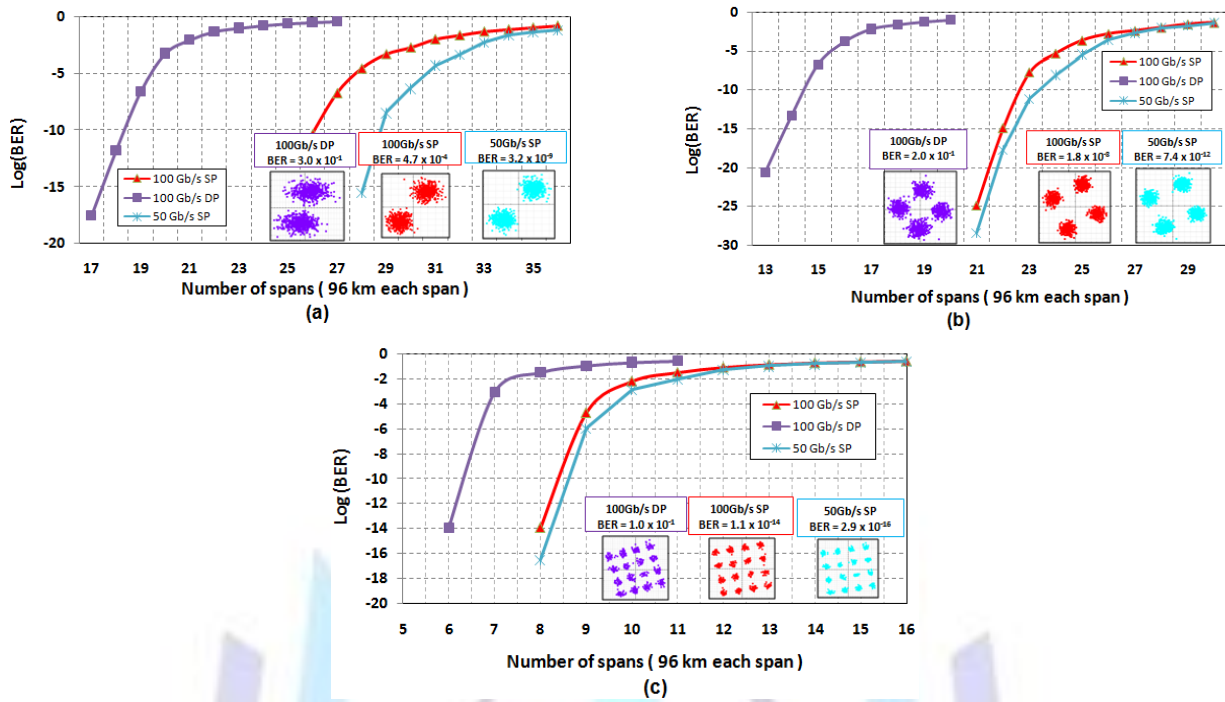 0
-5
-10
-15
-20
Log(BER)
100 Gb/s SP
100 Gb/s DP
50 Gb/s SP
100Gb/s DP
BER = 3.0 x 10-1
100Gb/s SP
BER = 4.7 x 10-4
50Gb/s SP
BER = 3.2 x 10-9
17 19 21 23 25 27 29 31 33 35
Number of spans ( 96 km each span )
(a)
0
-5
-10
-15
-20
-25
-30
Log(BER)
100 Gb/s SP
100 Gb/s DP
50 Gb/s SP
100Gb/s DP
BER = 2.0 x 10-1
100Gb/s SP
BER = 1.8 x 10-8
50Gb/s SP
BER = 7.4 x 10-12
13 15 17 19 21 23 25 27 29
Number of spans ( 96 km each span )
(b)
0
-2
-4
-6
-8
-10
-12
-14
-16
-18
-20
Log (BER)
100 Gb/s SP
100 Gb/s DP
50 Gb/s SP
100Gb/s DP
BER = 1.0 x 10-1
100Gb/s SP
BER = 1.1 x 10-14
50Gb/s SP
BER = 2.9 x 10-16
5 6 7 8 9 10 11 12 13 14 15 16
Number of spans ( 96 km each span )
(c)